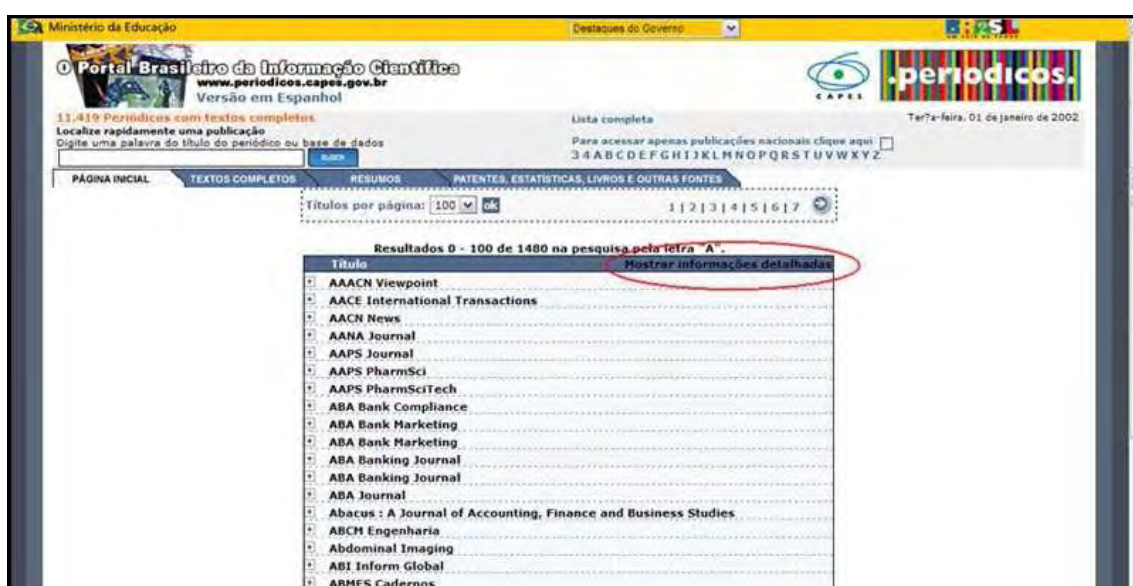 Ministério da Educação
Destaques do Governo
BRASIL
O Portal Brasileiro da Informação Científica
www.periodicos.capes.gov.br
Versão em Espanhol
CAPES
.periodicos.
11.419 Periódicos com textos completos
Lista completa
Ter?a-feira, 01 de janeiro de 2002
Localize rapidamente uma publicação
Digite uma palavra do título do periódico ou base de dados
Para acessar apenas publicações nacionais clique aqui
BUSCA
3 4 A B C D E F G H I J K L M N O P Q R S T U V W X Y Z
PÁGINA INICIAL TEXTOS COMPLETOS RESUMOS PATENTES, ESTATÍSTICAS, LIVROS E OUTRAS FONTES
Títulos por página: 100 ok 1 | 2 | 3 | 4 | 5 | 6 | 7
Resultados 0 - 100 de 1480 na pesquisa pela letra "A".
Título Mostrar informações detalhadas
AAACN Viewpoint
AACE International Transactions
AACN News
AANA Journal
AAPS Journal
AAPS PharmSci
AAPS PharmSciTech
ABA Bank Compliance
ABA Bank Marketing
ABA Bank Marketing
ABA Banking Journal
ABA Banking Journal
ABA Journal
Abacus : A Journal of Accounting, Finance and Business Studies
ABCM Engenharia
Abdominal Imaging
ABI Inform Global
ABMES Cadernos